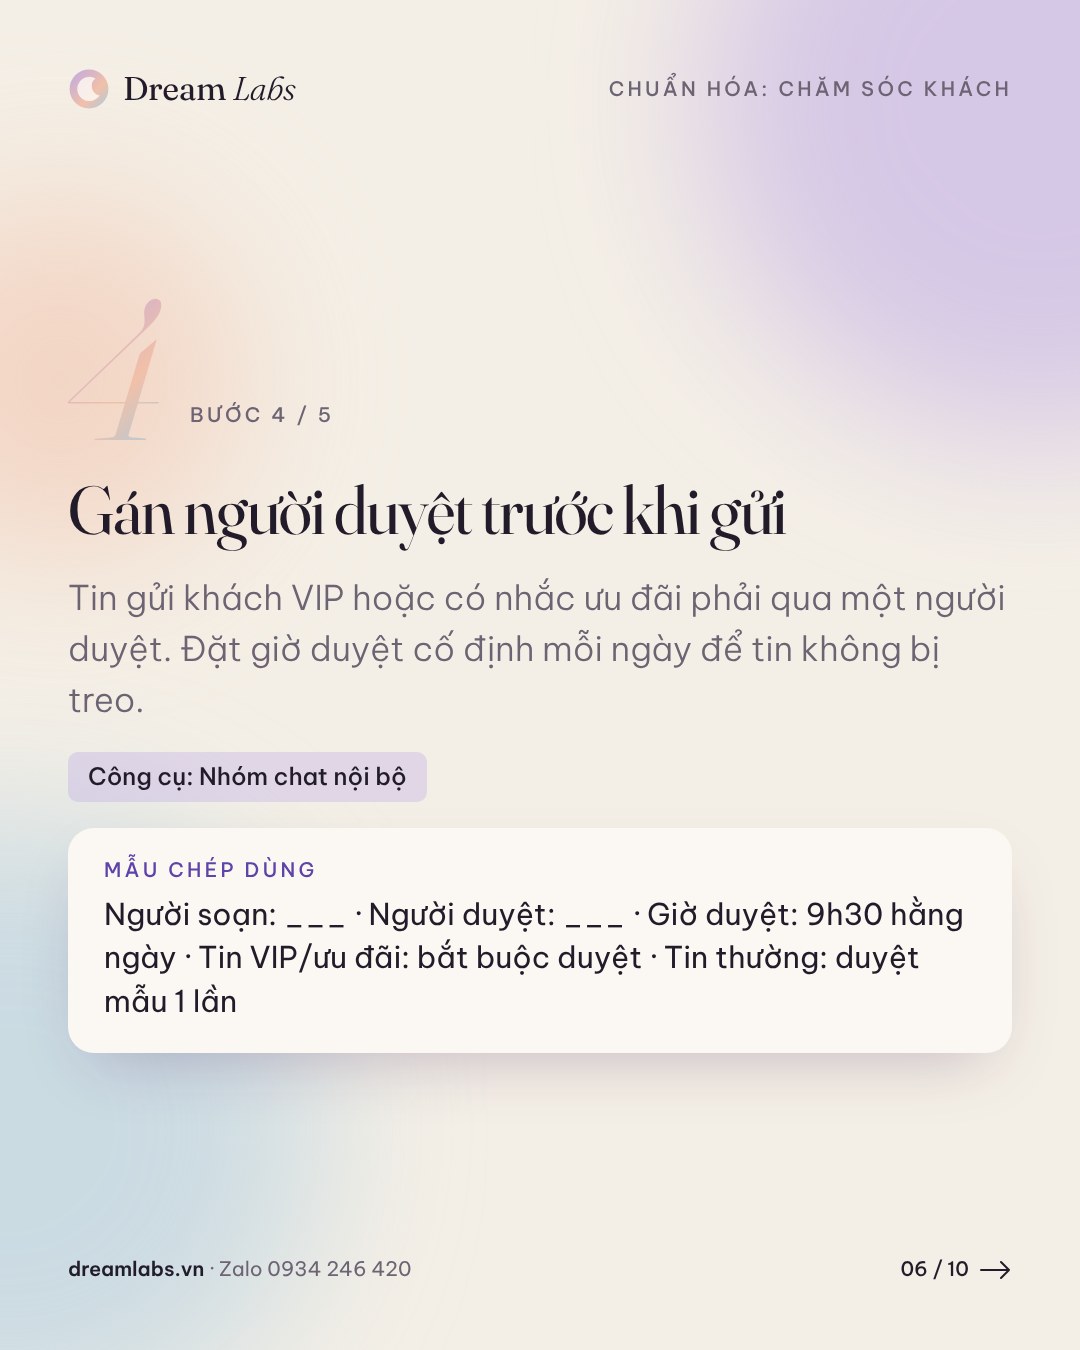 Dream Labs
CHUẨN HÓA: CHĂM SÓC KHÁCH
4
BƯỚC 4 / 5
Gán người duyệt trước khi gửi
Tin gửi khách VIP hoặc có nhắc ưu đãi phải qua một người
duyệt. Đặt giờ duyệt cố định mỗi ngày để tin không bị
treo.
Công cụ: Nhóm chat nội bộ
MẪU CHÉP DÙNG
Người soạn: _ _ _ · Người duyệt: _ _ _ · Giờ duyệt: 9h30 hằng
ngày · Tin VIP/ưu đãi: bắt buộc duyệt · Tin thường: duyệt
mẫu 1 lần
dreamlabs.vn · Zalo 0934 246 420
06 / 10 →